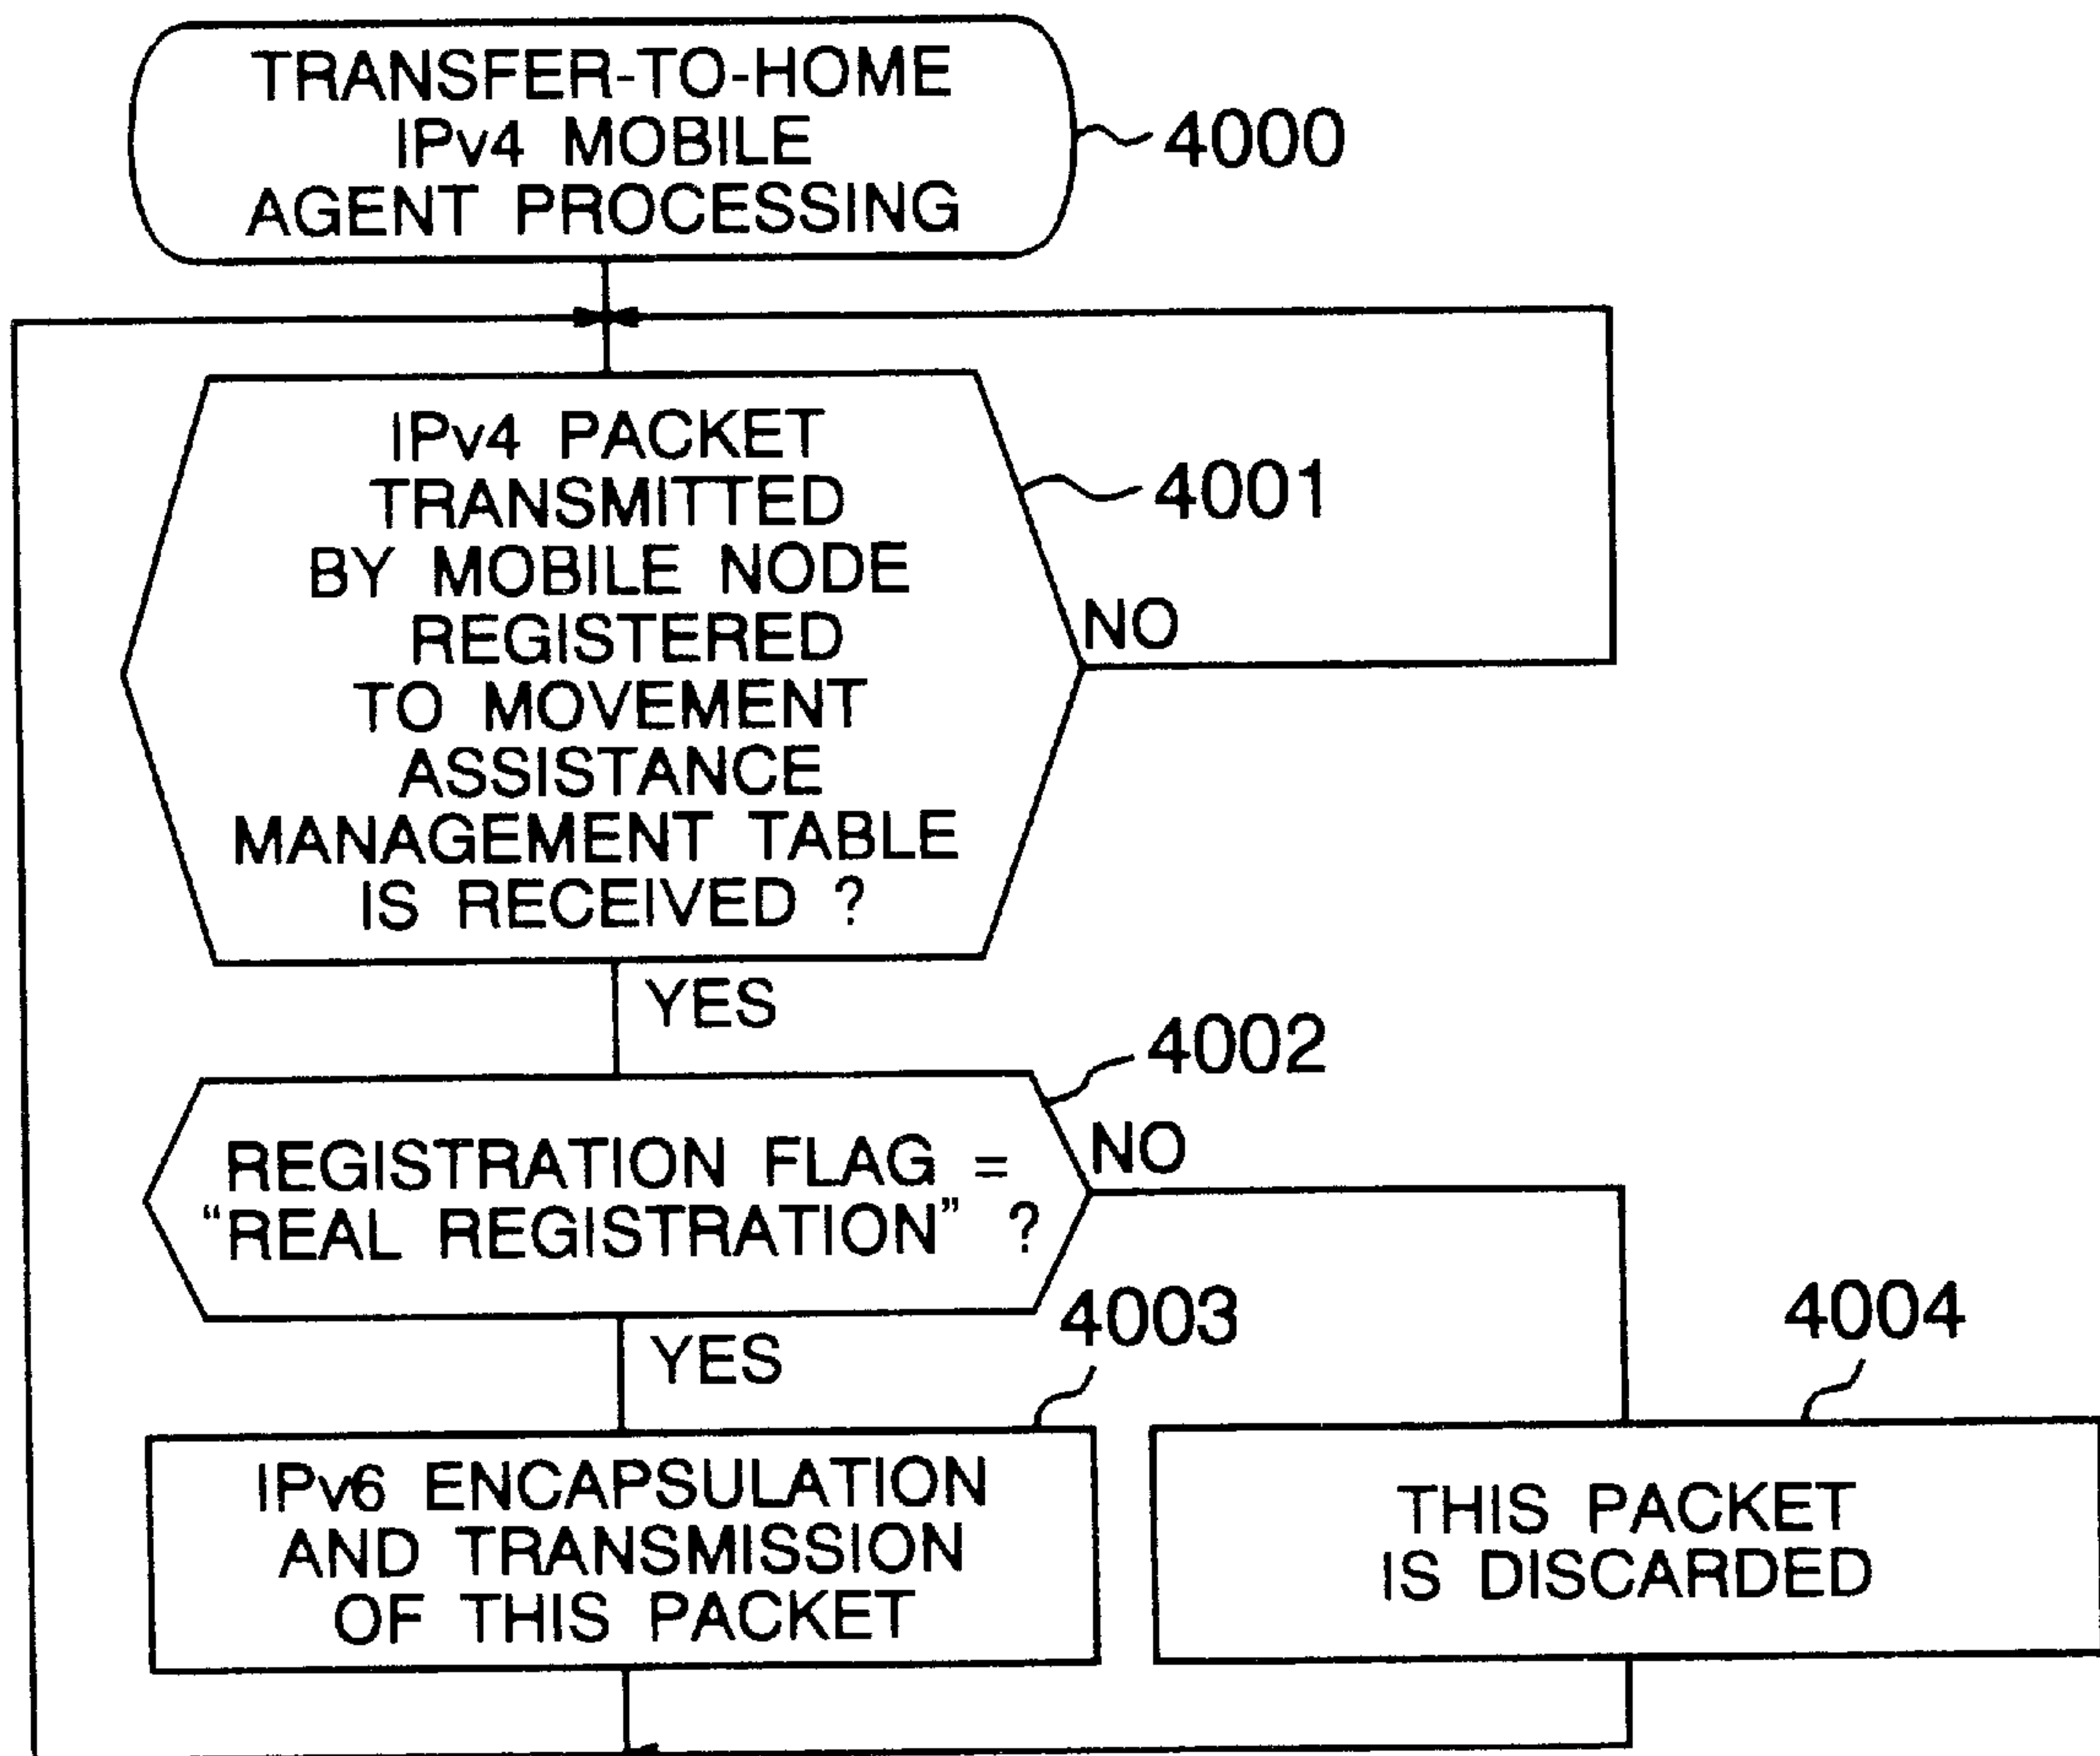 TRANSFER-TO-HOME
IPv4 MOBILE
AGENT PROCESSING
4000
IPv4 PACKET
TRANSMITTED
BY MOBILE NODE
REGISTERED
TO MOVEMENT
ASSISTANCE
MANAGEMENT TABLE
IS RECEIVED ?
4001
NO
YES
4002
REGISTRATION FLAG =
“REAL REGISTRATION” ?
NO
YES
4003
4004
IPv6 ENCAPSULATION
AND TRANSMISSION
OF THIS PACKET
THIS PACKET
IS DISCARDED